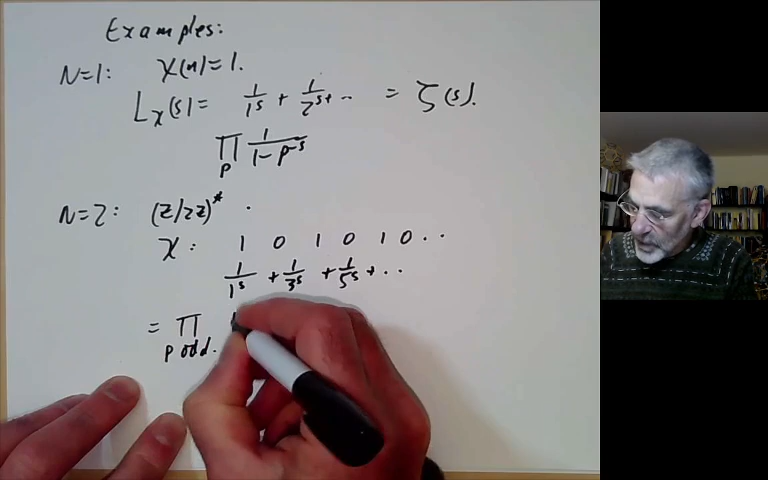 Examples:
N=1: χ(n)=1.
L_χ(s)= 1/1^s + 1/2^s + ·· = ζ(s).
∏_p 1/(1-p^-s)
N=2: (Z/2Z)^* ·
χ: 1 0 1 0 1 0 ··
1/1^s + 1/3^s + 1/5^s + ··
= ∏_{p odd.}